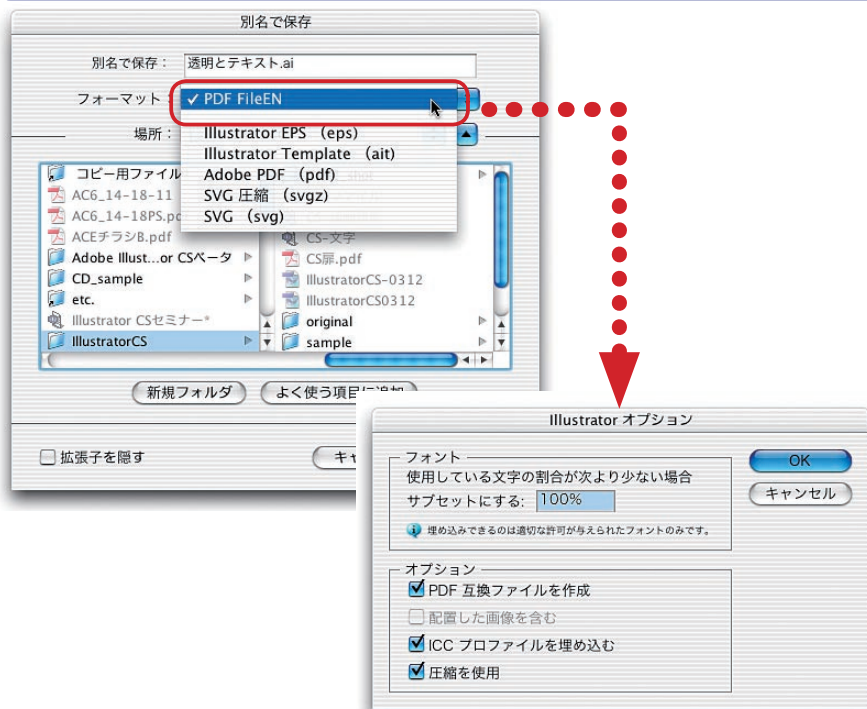 別名で保存
別名で保存： 透明とテキスト.ai
フォーマット： ✓ PDF FileEN
場所：
Illustrator EPS （eps）
Illustrator Template （ait）
Adobe PDF （pdf）
SVG 圧縮 （svgz）
SVG （svg）
コピー用ファイル
AC6_14-18-11
AC6_14-18PS.pd
ACEチラシB.pdf
Adobe Illust...or CSベータ
CD_sample
etc.
Illustrator CSセミナー*
IllustratorCS
CS-文字
CS扉.pdf
IllustratorCS-0312
IllustratorCS0312
original
sample
新規フォルダ
よく使う項目に追加
拡張子を隠す
キャ
Illustrator オプション
フォント
使用している文字の割合が次より少ない場合
サブセットにする: 100%
埋め込みできるのは適切な許可が与えられたフォントのみです。
OK
キャンセル
オプション
PDF 互換ファイルを作成
配置した画像を含む
ICC プロファイルを埋め込む
圧縮を使用